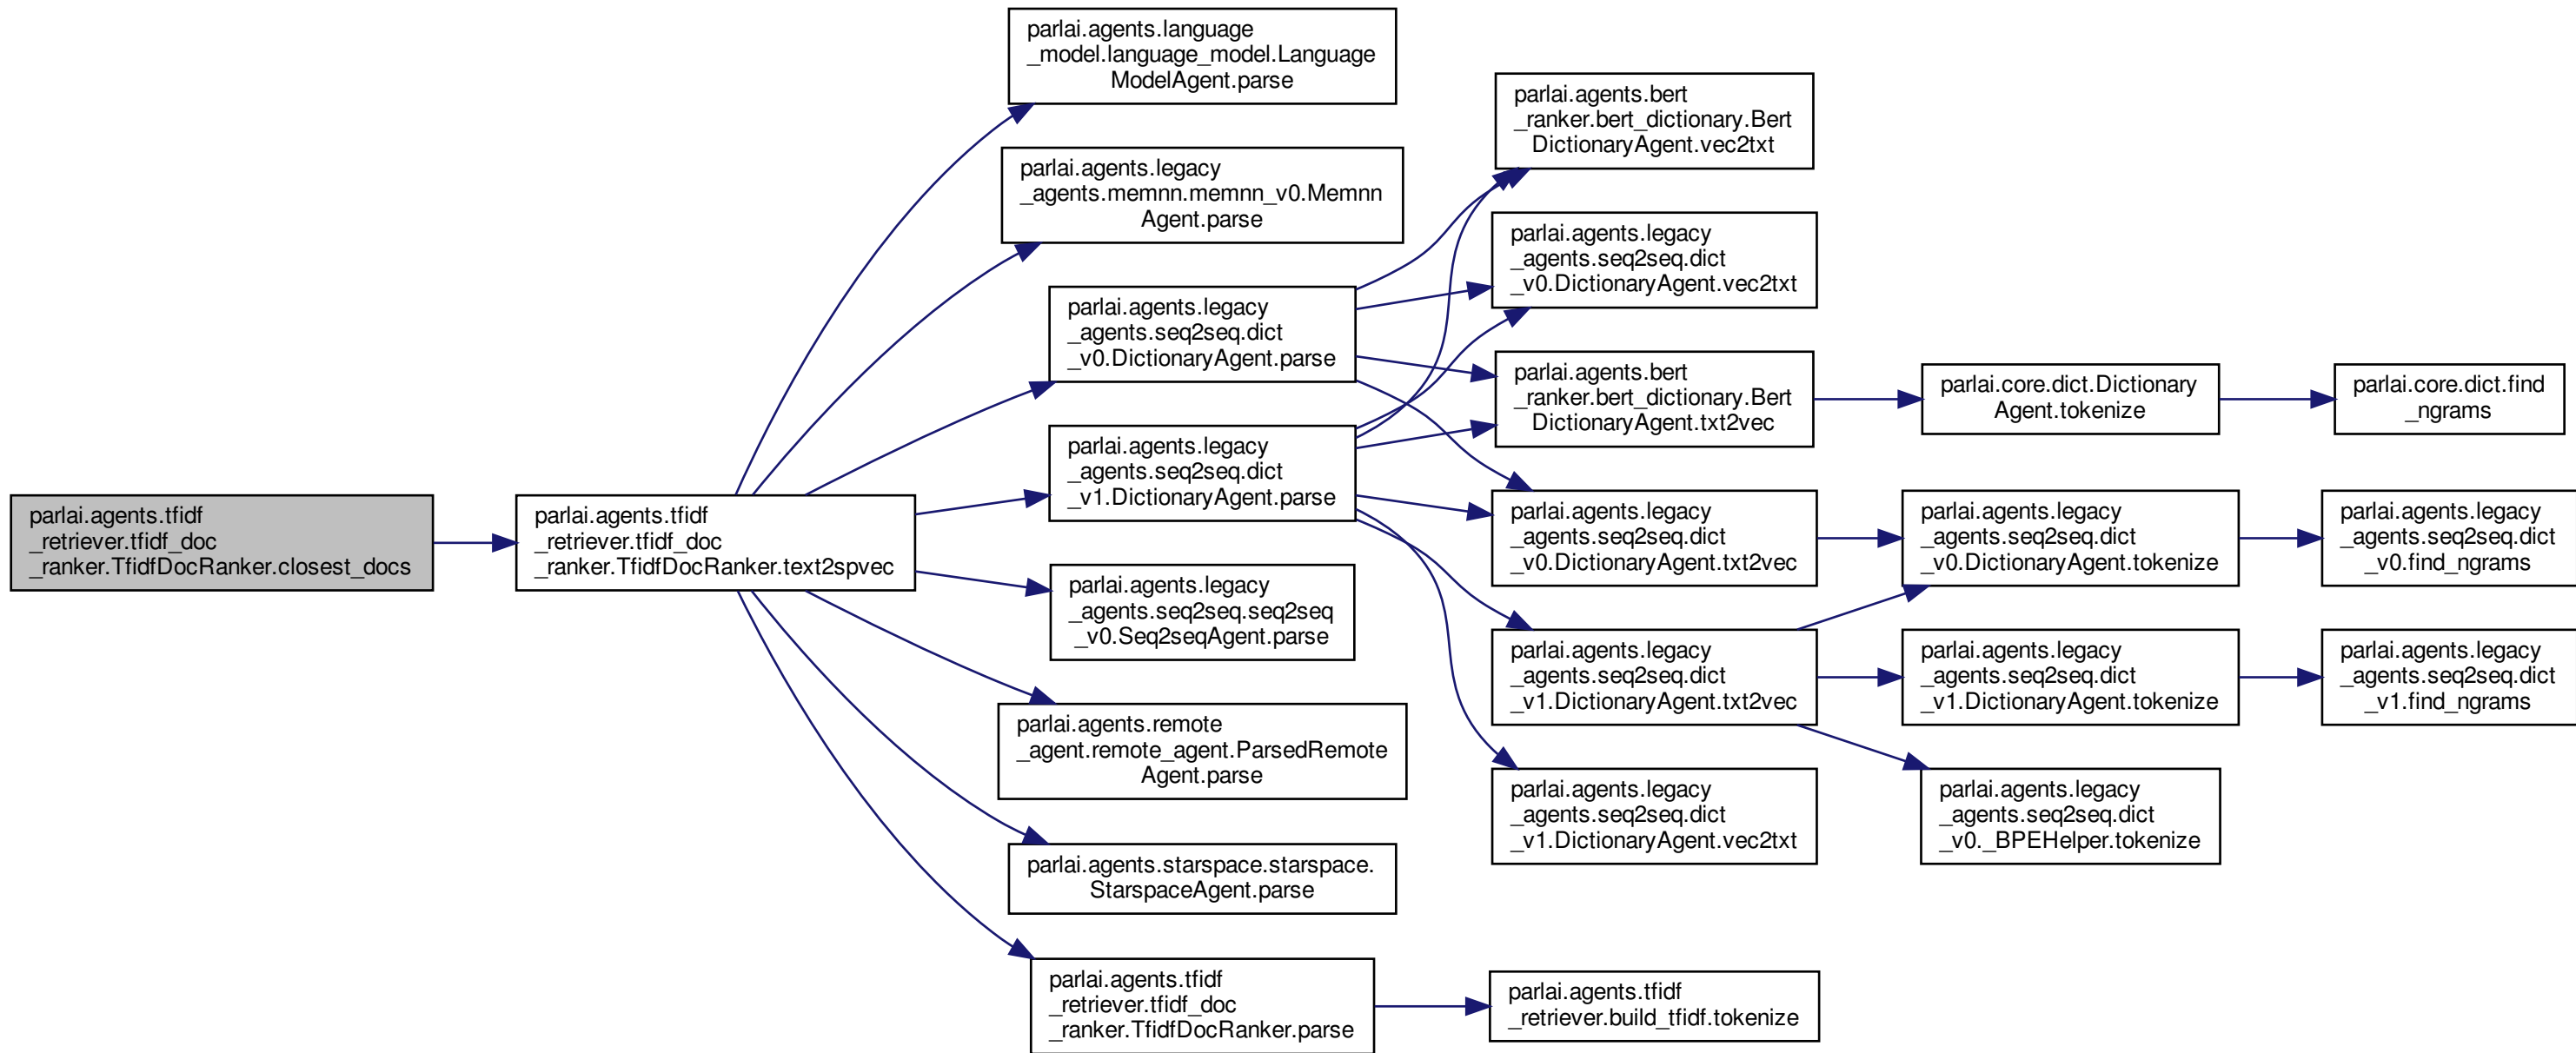 parlai.agents.tfidf
_retriever.tfidf_doc
_ranker.TfidfDocRanker.closest_docs
parlai.agents.tfidf
_retriever.tfidf_doc
_ranker.TfidfDocRanker.text2spvec
parlai.agents.language
_model.language_model.Language
ModelAgent.parse
parlai.agents.legacy
_agents.memnn.memnn_v0.Memnn
Agent.parse
parlai.agents.legacy
_agents.seq2seq.dict
_v0.DictionaryAgent.parse
parlai.agents.legacy
_agents.seq2seq.dict
_v1.DictionaryAgent.parse
parlai.agents.legacy
_agents.seq2seq.seq2seq
_v0.Seq2seqAgent.parse
parlai.agents.remote
_agent.remote_agent.ParsedRemote
Agent.parse
parlai.agents.starspace.starspace.
StarspaceAgent.parse
parlai.agents.tfidf
_retriever.tfidf_doc
_ranker.TfidfDocRanker.parse
parlai.agents.bert
_ranker.bert_dictionary.Bert
DictionaryAgent.vec2txt
parlai.agents.legacy
_agents.seq2seq.dict
_v0.DictionaryAgent.vec2txt
parlai.agents.bert
_ranker.bert_dictionary.Bert
DictionaryAgent.txt2vec
parlai.agents.legacy
_agents.seq2seq.dict
_v0.DictionaryAgent.txt2vec
parlai.agents.legacy
_agents.seq2seq.dict
_v1.DictionaryAgent.txt2vec
parlai.agents.legacy
_agents.seq2seq.dict
_v1.DictionaryAgent.vec2txt
parlai.agents.tfidf
_retriever.build_tfidf.tokenize
parlai.core.dict.Dictionary
Agent.tokenize
parlai.agents.legacy
_agents.seq2seq.dict
_v0.DictionaryAgent.tokenize
parlai.agents.legacy
_agents.seq2seq.dict
_v1.DictionaryAgent.tokenize
parlai.agents.legacy
_agents.seq2seq.dict
_v0._BPEHelper.tokenize
parlai.core.dict.find
_ngrams
parlai.agents.legacy
_agents.seq2seq.dict
_v0.find_ngrams
parlai.agents.legacy
_agents.seq2seq.dict
_v1.find_ngrams